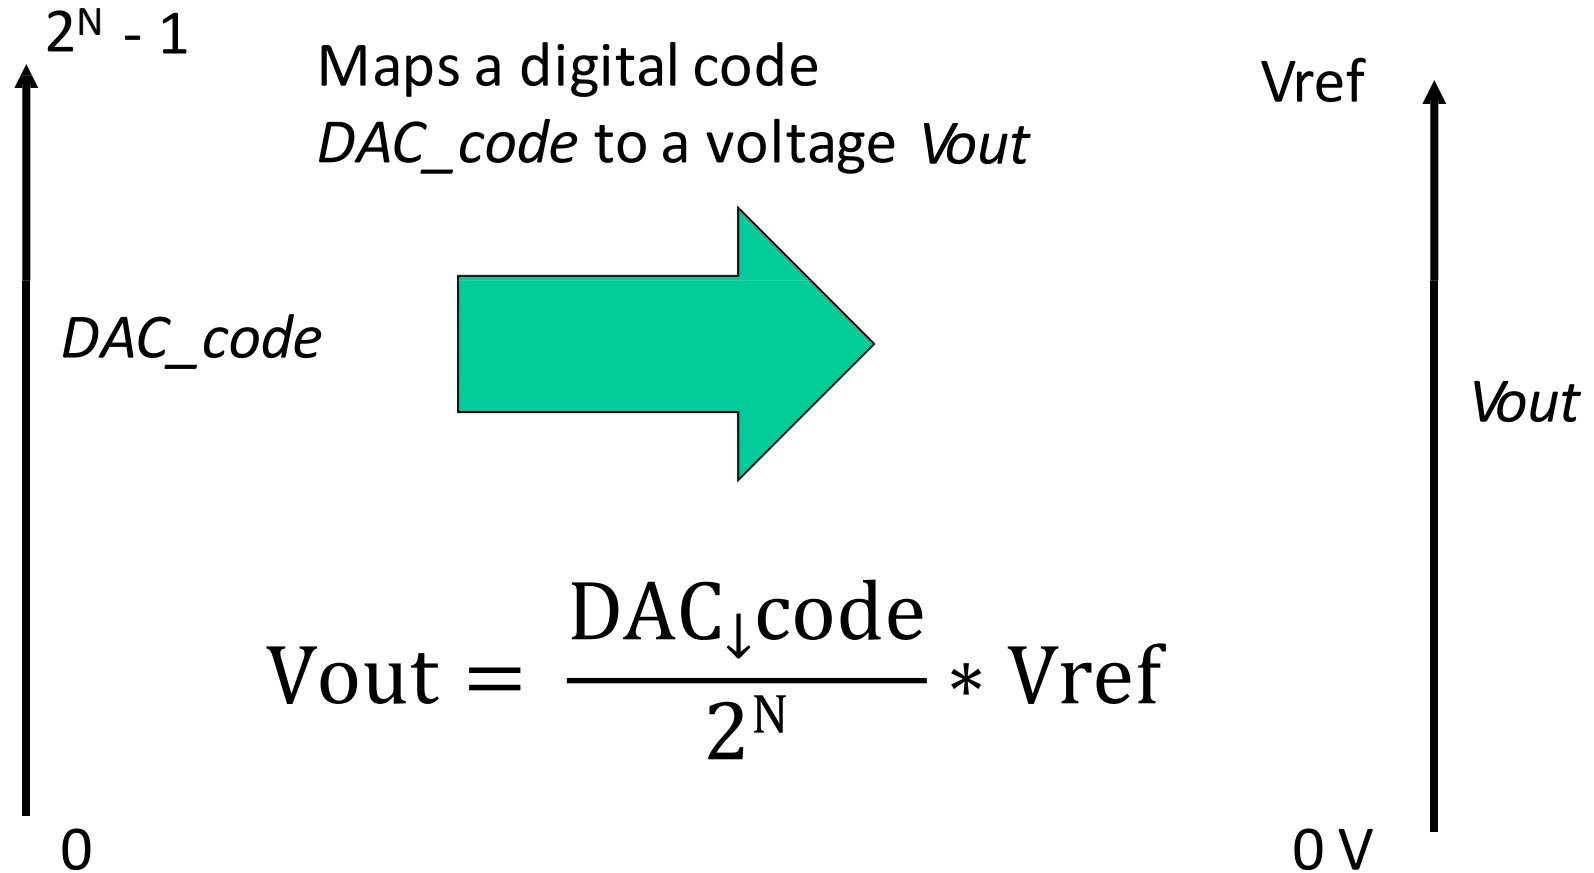 2ᴺ - 1
Maps a digital code
DAC_code to a voltage Vout
Vref
DAC_code
Vout
Vout = DAC↓code / 2ᴺ * Vref
0
0 V